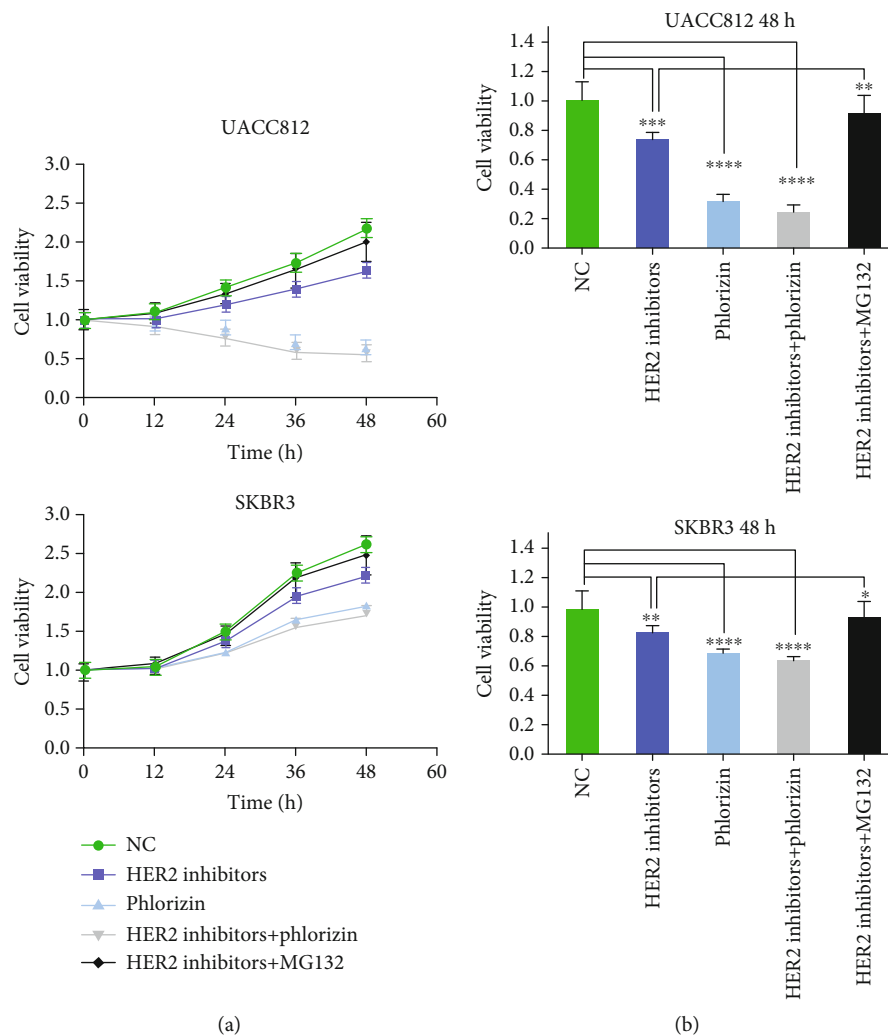 UACC812
3.0
2.5
2.0
1.5
1.0
0.5
0.0
Cell viability
0
12
24
36
48
60
Time (h)
SKBR3
3.0
2.5
2.0
1.5
1.0
0.5
0.0
Cell viability
0
12
24
36
48
60
Time (h)
NC
HER2 inhibitors
Phlorizin
HER2 inhibitors+phlorizin
HER2 inhibitors+MG132
(a)
UACC812 48 h
1.4
1.2
1.0
0.8
0.6
0.4
0.2
0.0
Cell viability
***
****
****
**
NC
HER2 inhibitors
Phlorizin
HER2 inhibitors+phlorizin
HER2 inhibitors+MG132
SKBR3 48 h
1.4
1.2
1.0
0.8
0.6
0.4
0.2
0.0
Cell viability
**
****
****
*
NC
HER2 inhibitors
Phlorizin
HER2 inhibitors+phlorizin
HER2 inhibitors+MG132
(b)